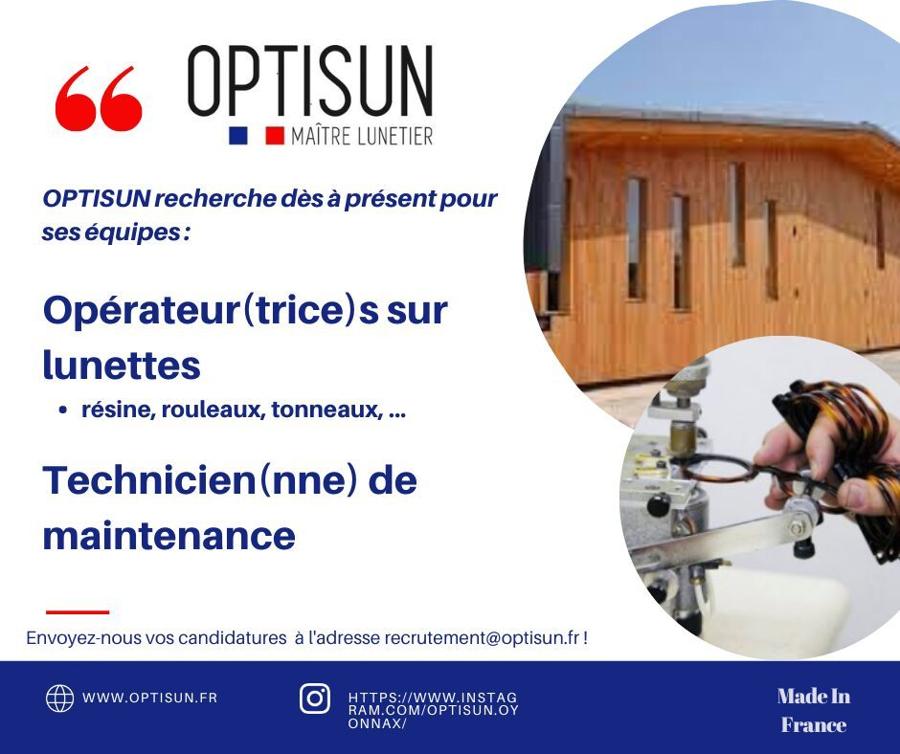 OPTISUN
MAÎTRE LUNETIER
OPTISUN recherche dès à présent pour
ses équipes :
Opérateur(trice)s sur
lunettes
• résine, rouleaux, tonneaux, ...
Technicien(nne) de
maintenance
Envoyez-nous vos candidatures à l'adresse recrutement@optisun.fr !
WWW.OPTISUN.FR
HTTPS://WWW.INSTAG
RAM.COM/OPTISUN.OY
ONNAX/
Made In
France